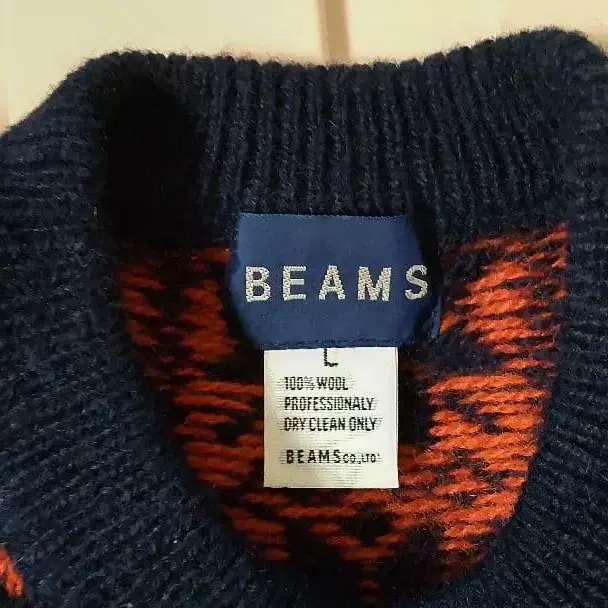 BEAMS
L
100% WOOL
PROFESSIONALY
DRY CLEAN ONLY
BEAMS CO.,LTD